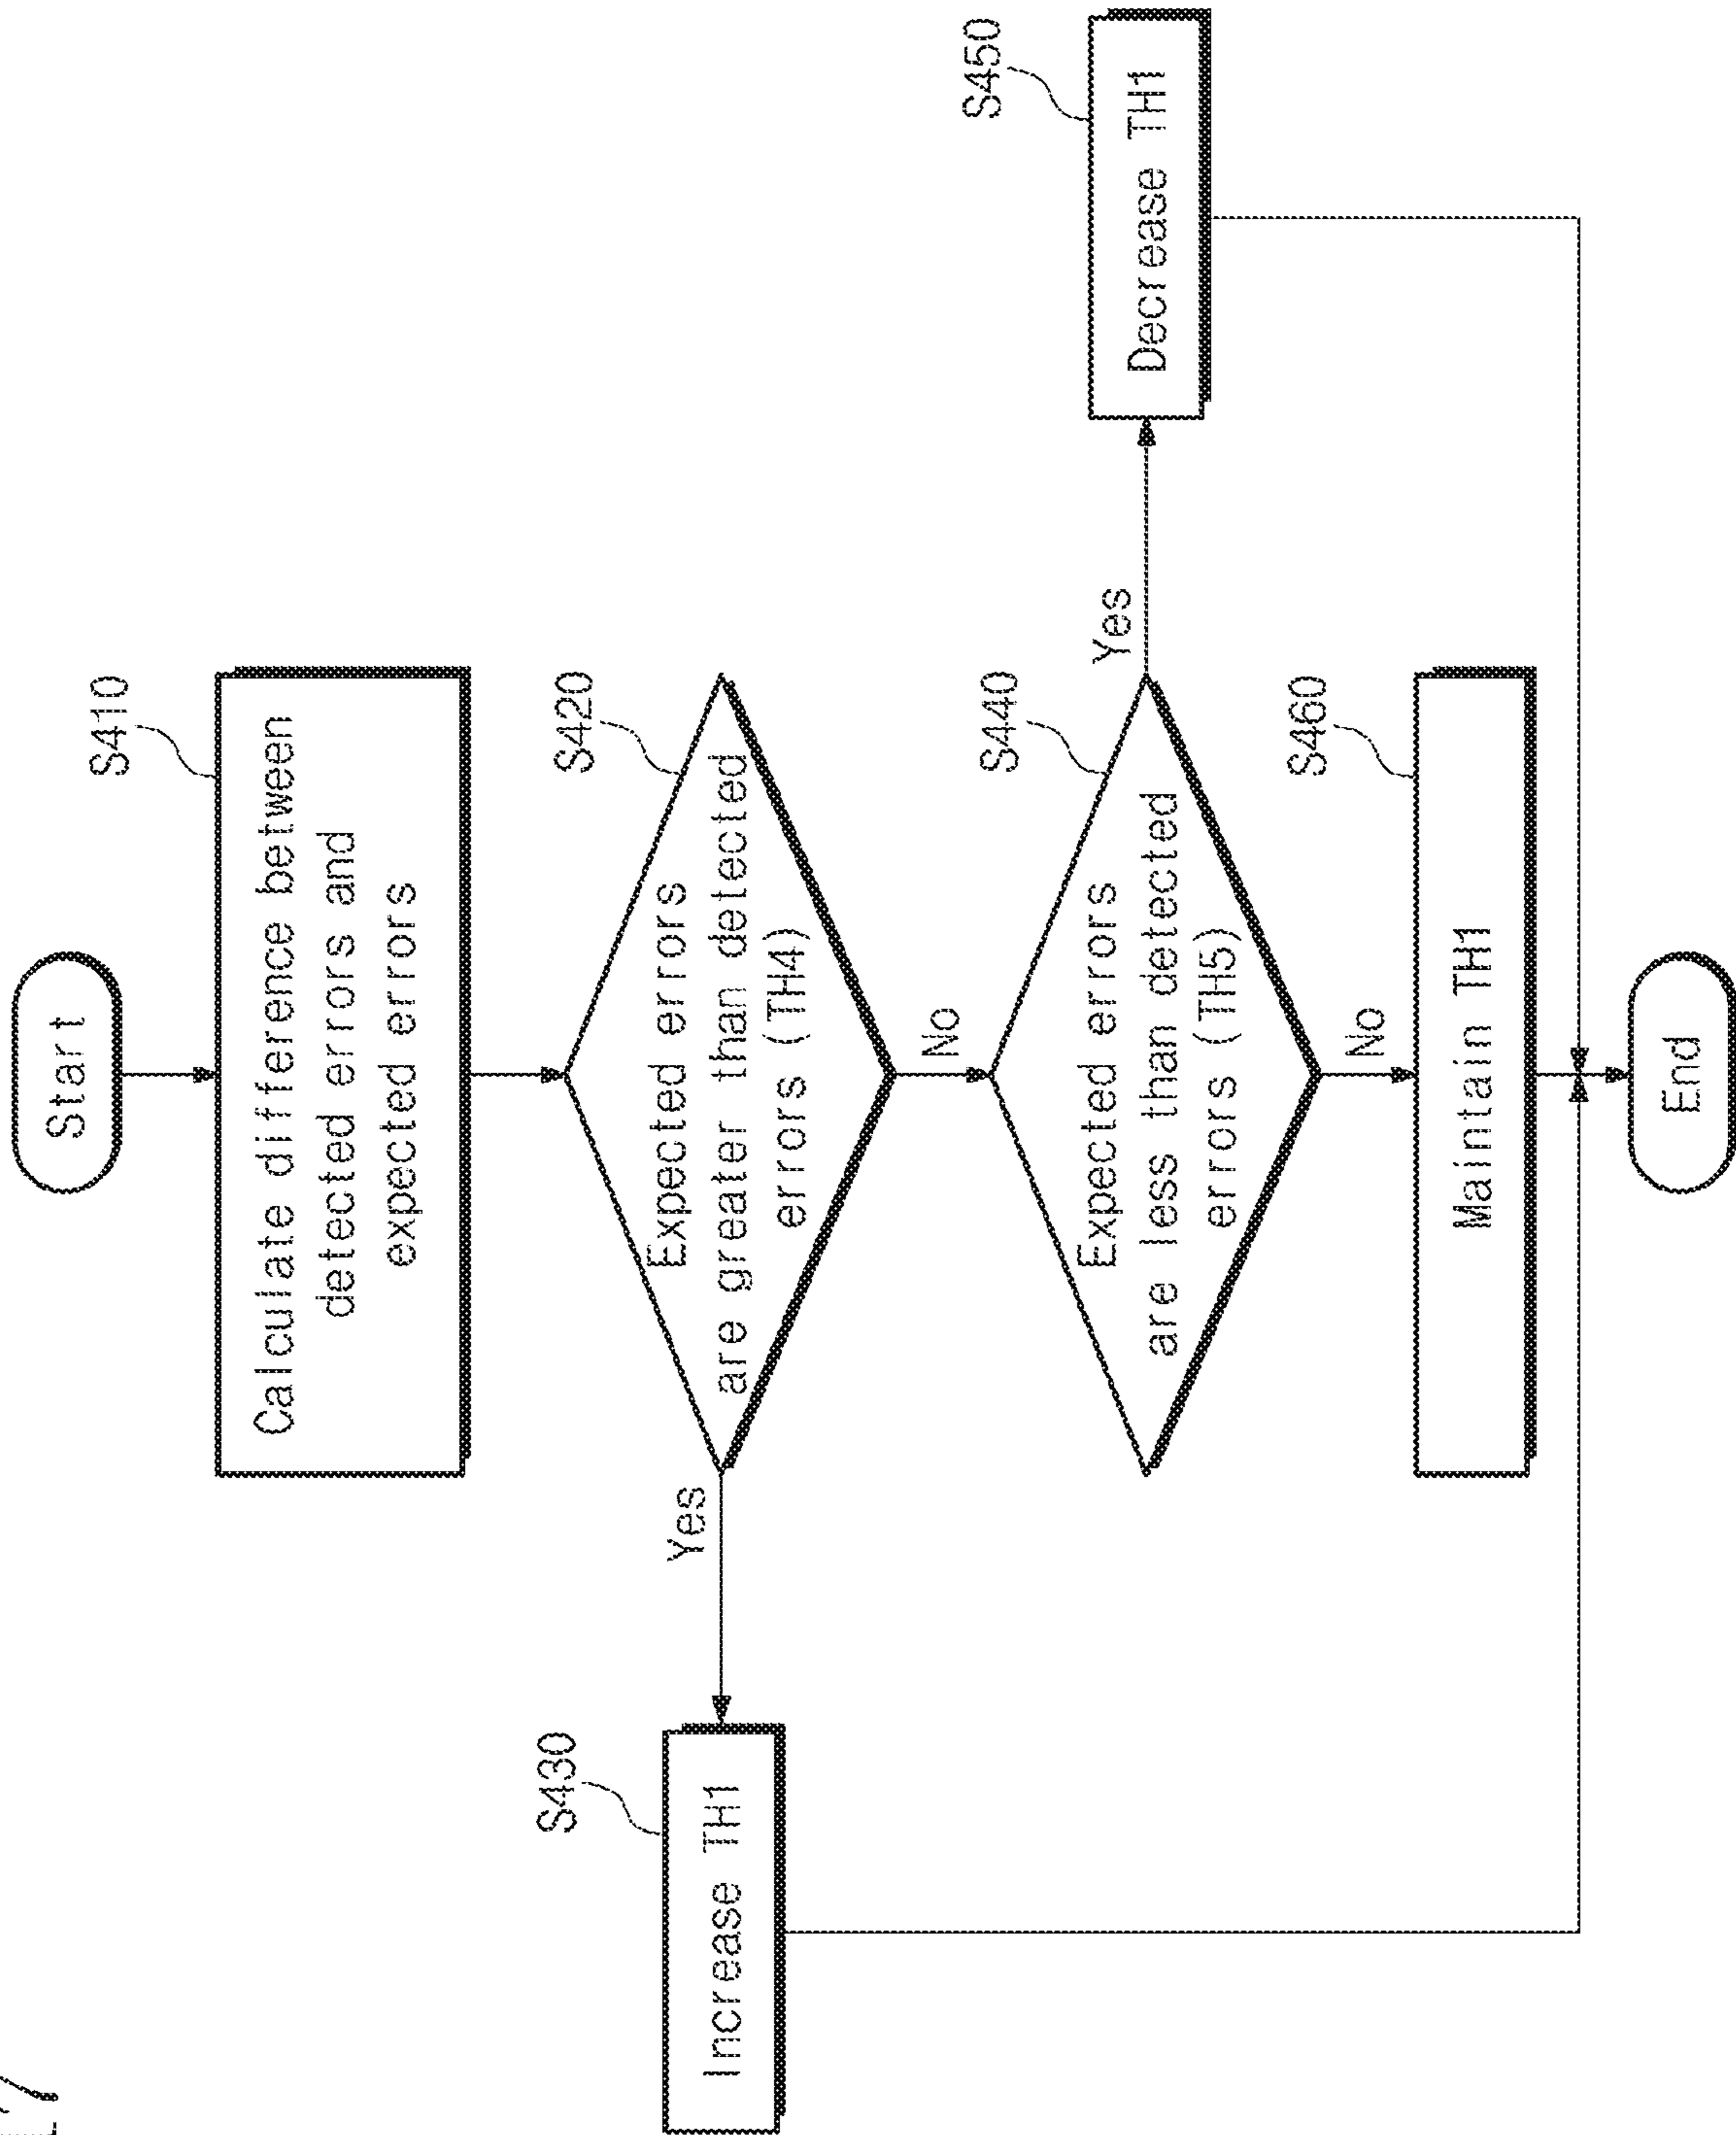 Start
S410
Calculate difference between
detected errors and
expected errors
S420
Expected errors
are greater than detected
errors (TH4)
Yes
No
S430
Increase TH1
S440
Expected errors
are less than detected
errors (TH5)
Yes
No
S450
Decrease TH1
S460
Maintain TH1
End